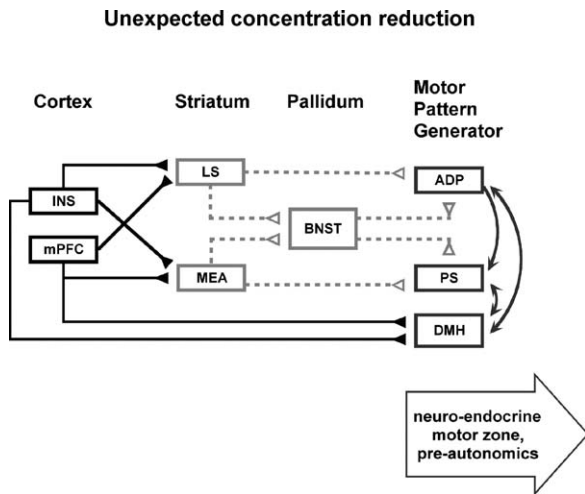 Unexpected concentration reduction
Cortex
Striatum
Pallidum
Motor
Pattern
Generator
INS
mPFC
LS
MEA
BNST
ADP
PS
DMH
neuro-endocrine
motor zone,
pre-autonomics